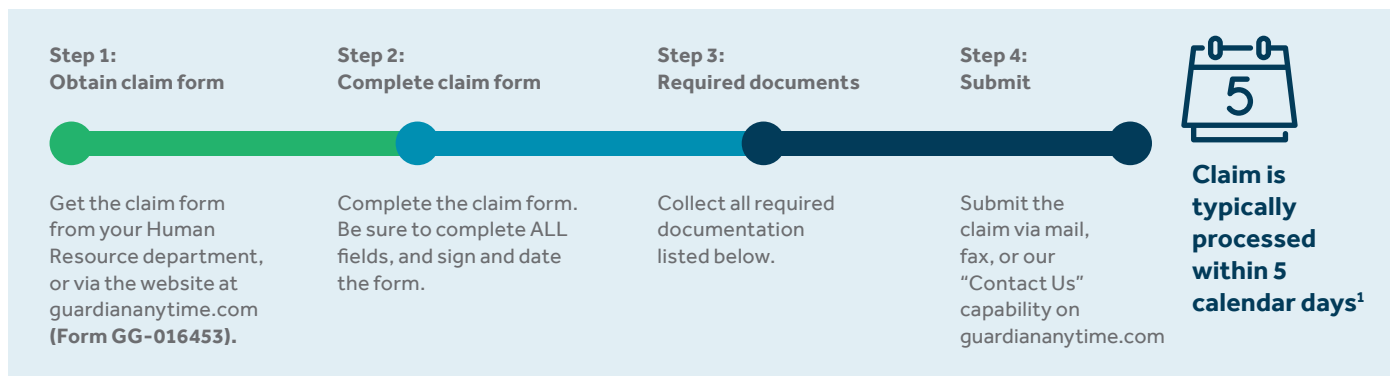 Step 1:
Obtain claim form
Get the claim form
from your Human
Resource department,
or via the website at
guardiananytime.com
(Form GG-016453).
Step 2:
Complete claim form
Complete the claim form.
Be sure to complete ALL
fields, and sign and date
the form.
Step 3:
Required documents
Collect all required
documentation
listed below.
Step 4:
Submit
Submit the
claim via mail,
fax, or our
“Contact Us”
capability on
guardiananytime.com
5
Claim is
typically
processed
within 5
calendar days¹